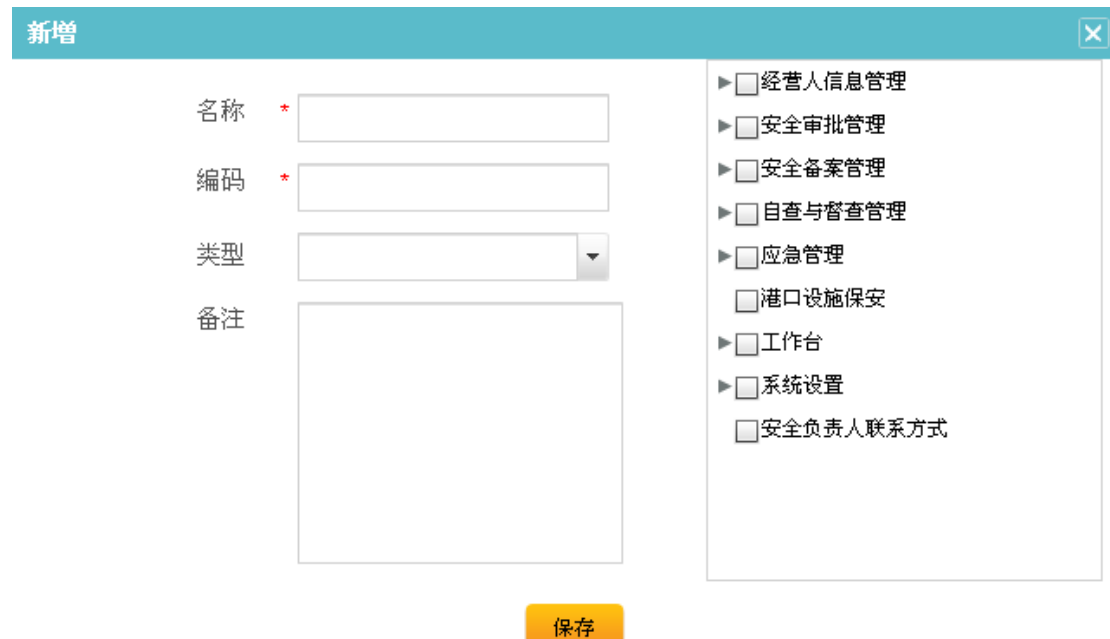 新增
名称 *
编码 *
类型
备注
经营人信息管理
安全审批管理
安全备案管理
自查与督查管理
应急管理
港口设施保安
工作台
系统设置
安全负责人联系方式
保存